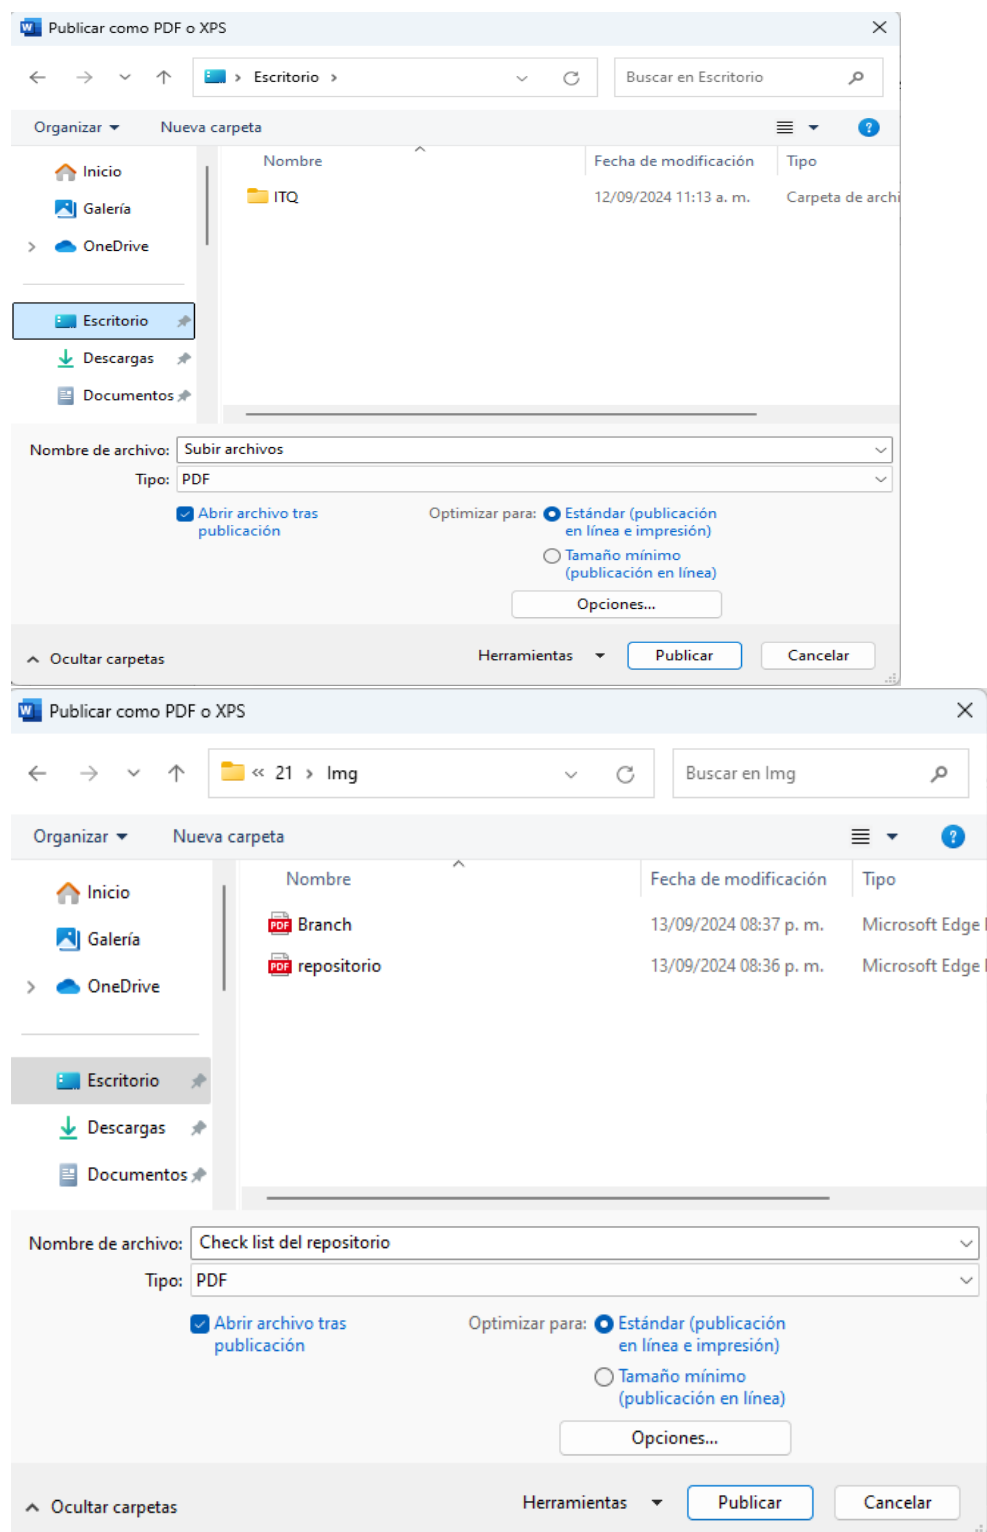 Publicar como PDF o XPS
Escritorio
Buscar en Escritorio
Organizar
Nueva carpeta
Nombre
Fecha de modificación
Tipo
Inicio
ITQ
12/09/2024 11:13 a. m.
Carpeta de archi
Galería
OneDrive
Escritorio
Descargas
Documentos
Nombre de archivo: Subir archivos
Tipo: PDF
Abrir archivo tras
publicación
Optimizar para:
Estándar (publicación
en línea e impresión)
Tamaño mínimo
(publicación en línea)
Opciones...
Ocultar carpetas
Herramientas
Publicar
Cancelar
Publicar como PDF o XPS
21
Img
Buscar en Img
Organizar
Nueva carpeta
Nombre
Fecha de modificación
Tipo
Inicio
Galería
OneDrive
Branch
13/09/2024 08:37 p. m.
Microsoft Edge
repositorio
13/09/2024 08:36 p. m.
Microsoft Edge
Escritorio
Descargas
Documentos
Nombre de archivo: Check list del repositorio
Tipo: PDF
Abrir archivo tras
publicación
Optimizar para:
Estándar (publicación
en línea e impresión)
Tamaño mínimo
(publicación en línea)
Opciones...
Ocultar carpetas
Herramientas
Publicar
Cancelar